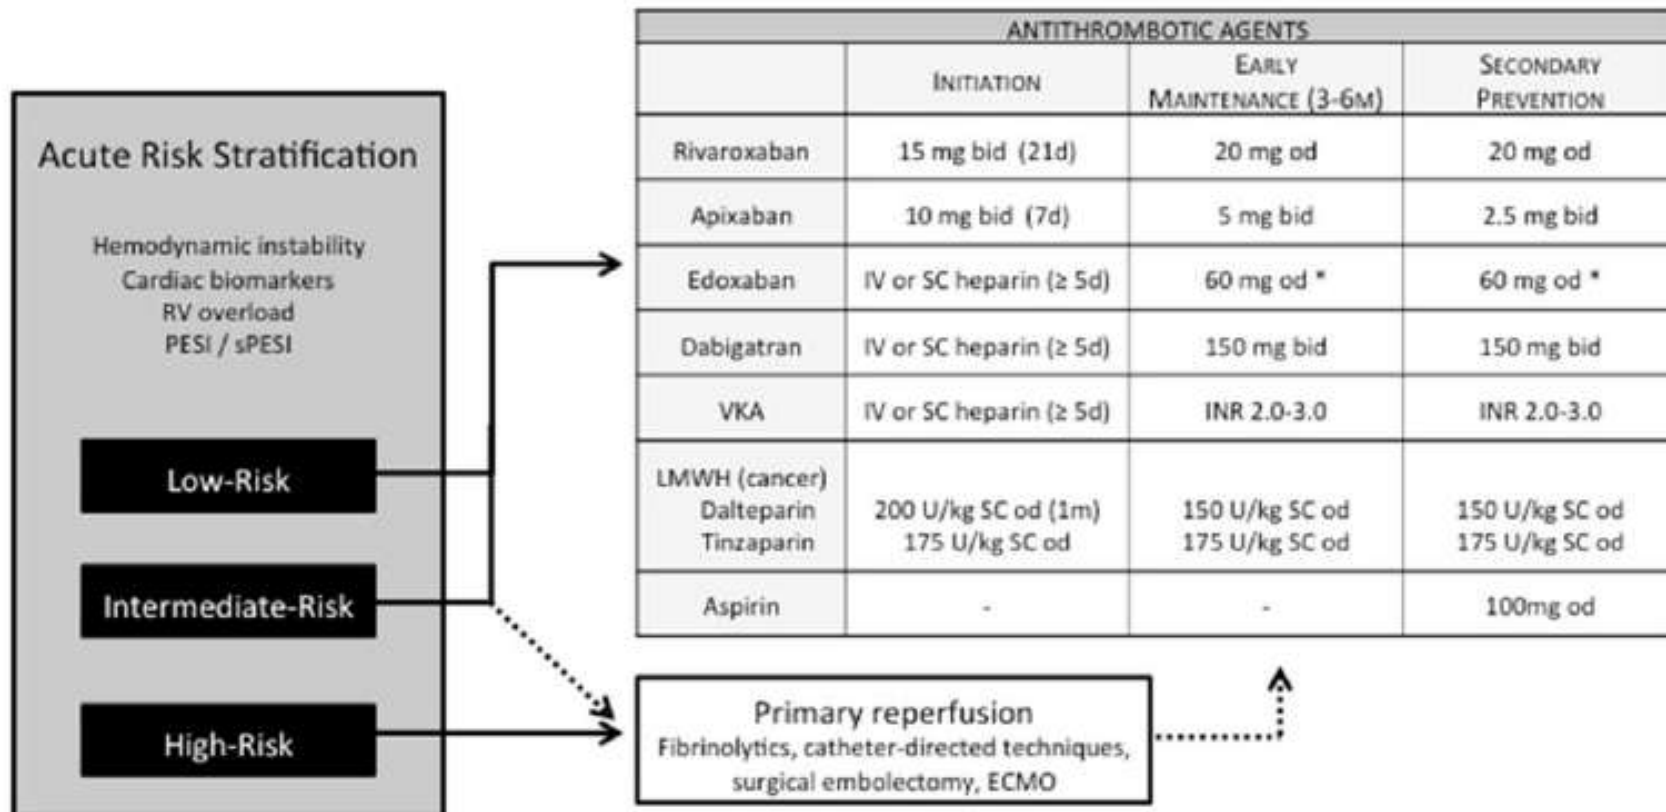 Acute Risk Stratification
Hemodynamic instability
Cardiac biomarkers
RV overload
PESI / sPESI
Low-Risk
Intermediate-Risk
High-Risk
ANTITHROMBOTIC AGENTS
INITIATION
EARLY
MAINTENANCE (3-6M)
SECONDARY
PREVENTION
Rivaroxaban 15 mg bid (21d) 20 mg od 20 mg od
Apixaban 10 mg bid (7d) 5 mg bid 2.5 mg bid
Edoxaban IV or SC heparin (≥ 5d) 60 mg od * 60 mg od *
Dabigatran IV or SC heparin (≥ 5d) 150 mg bid 150 mg bid
VKA IV or SC heparin (≥ 5d) INR 2.0-3.0 INR 2.0-3.0
LMWH (cancer)
Dalteparin 200 U/kg SC od (1m) 150 U/kg SC od 150 U/kg SC od
Tinzaparin 175 U/kg SC od 175 U/kg SC od 175 U/kg SC od
Aspirin - - 100mg od
Primary reperfusion
Fibrinolytics, catheter-directed techniques,
surgical embolectomy, ECMO